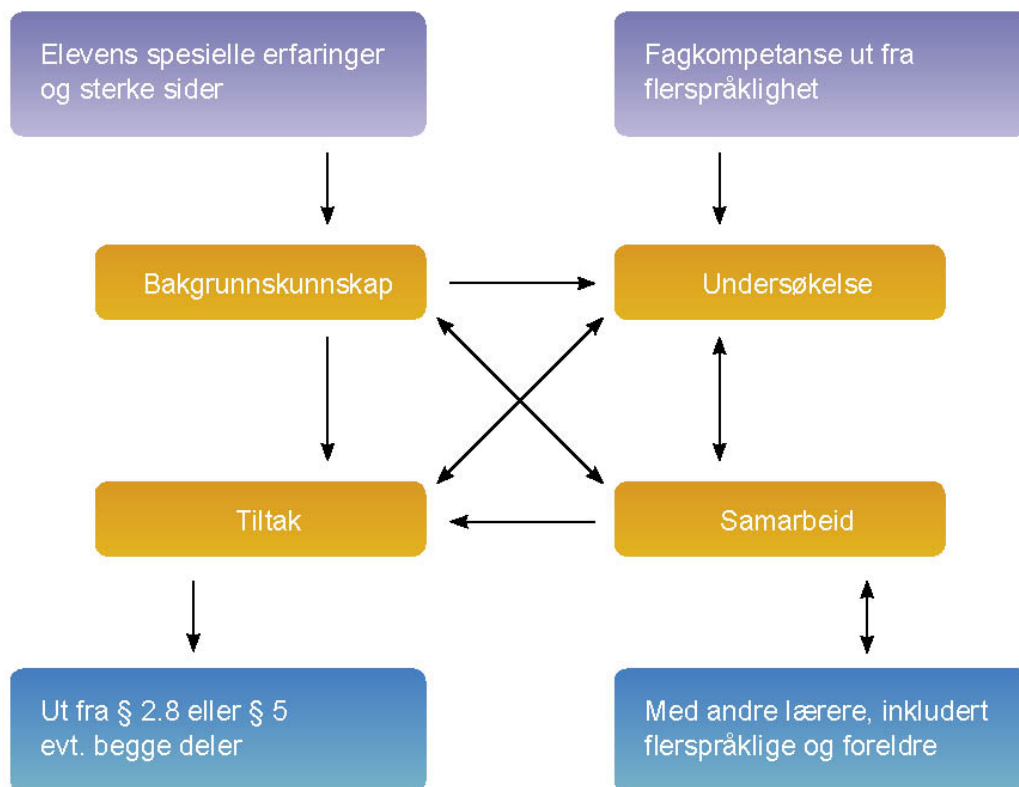 Elevens spesielle erfaringer
og sterke sider
Fagkompetanse ut fra
flerspråklighet
Bakgrunnskunnskap
Undersøkelse
Tiltak
Samarbeid
Ut fra § 2.8 eller § 5
evt. begge deler
Med andre lærere, inkludert
flerspråklige og foreldre